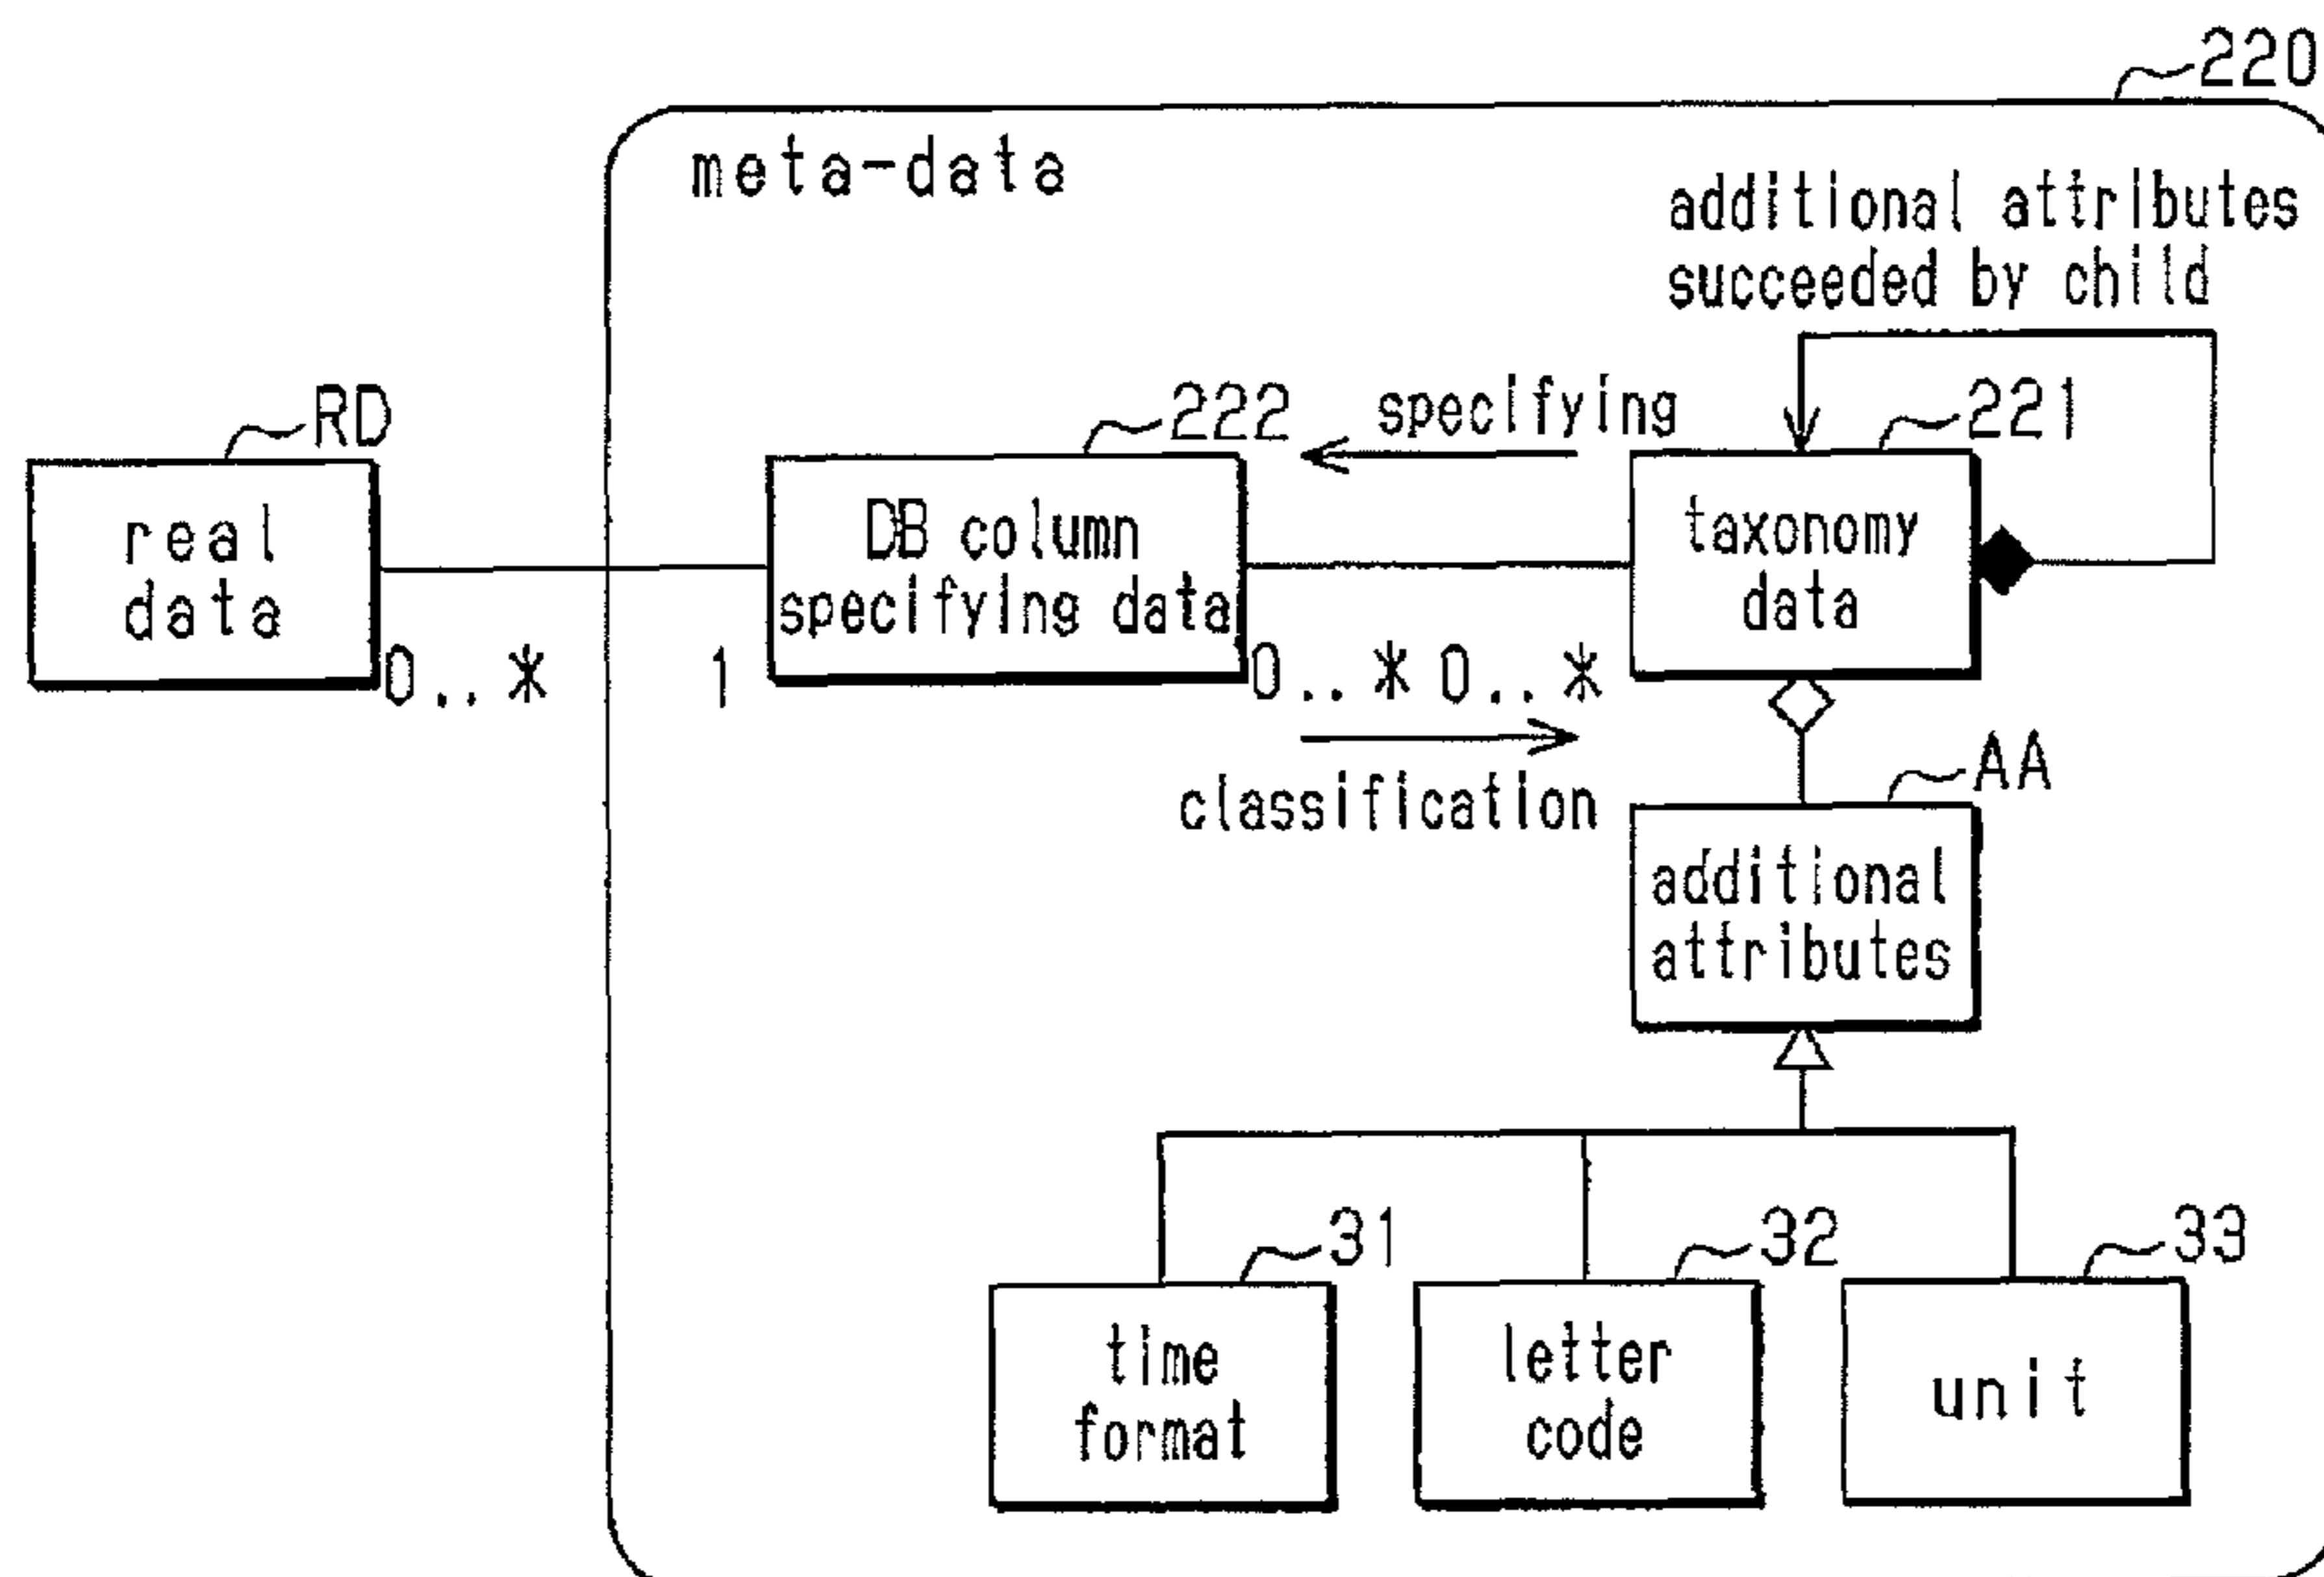 220
meta-data
additional attributes
succeeded by child
RD
222
specifying
221
real
data
DB column
specifying data
taxonomy
data
0..*
1
0..*
0..*
classification
AA
additional
attributes
31
32
33
time
format
letter
code
unit